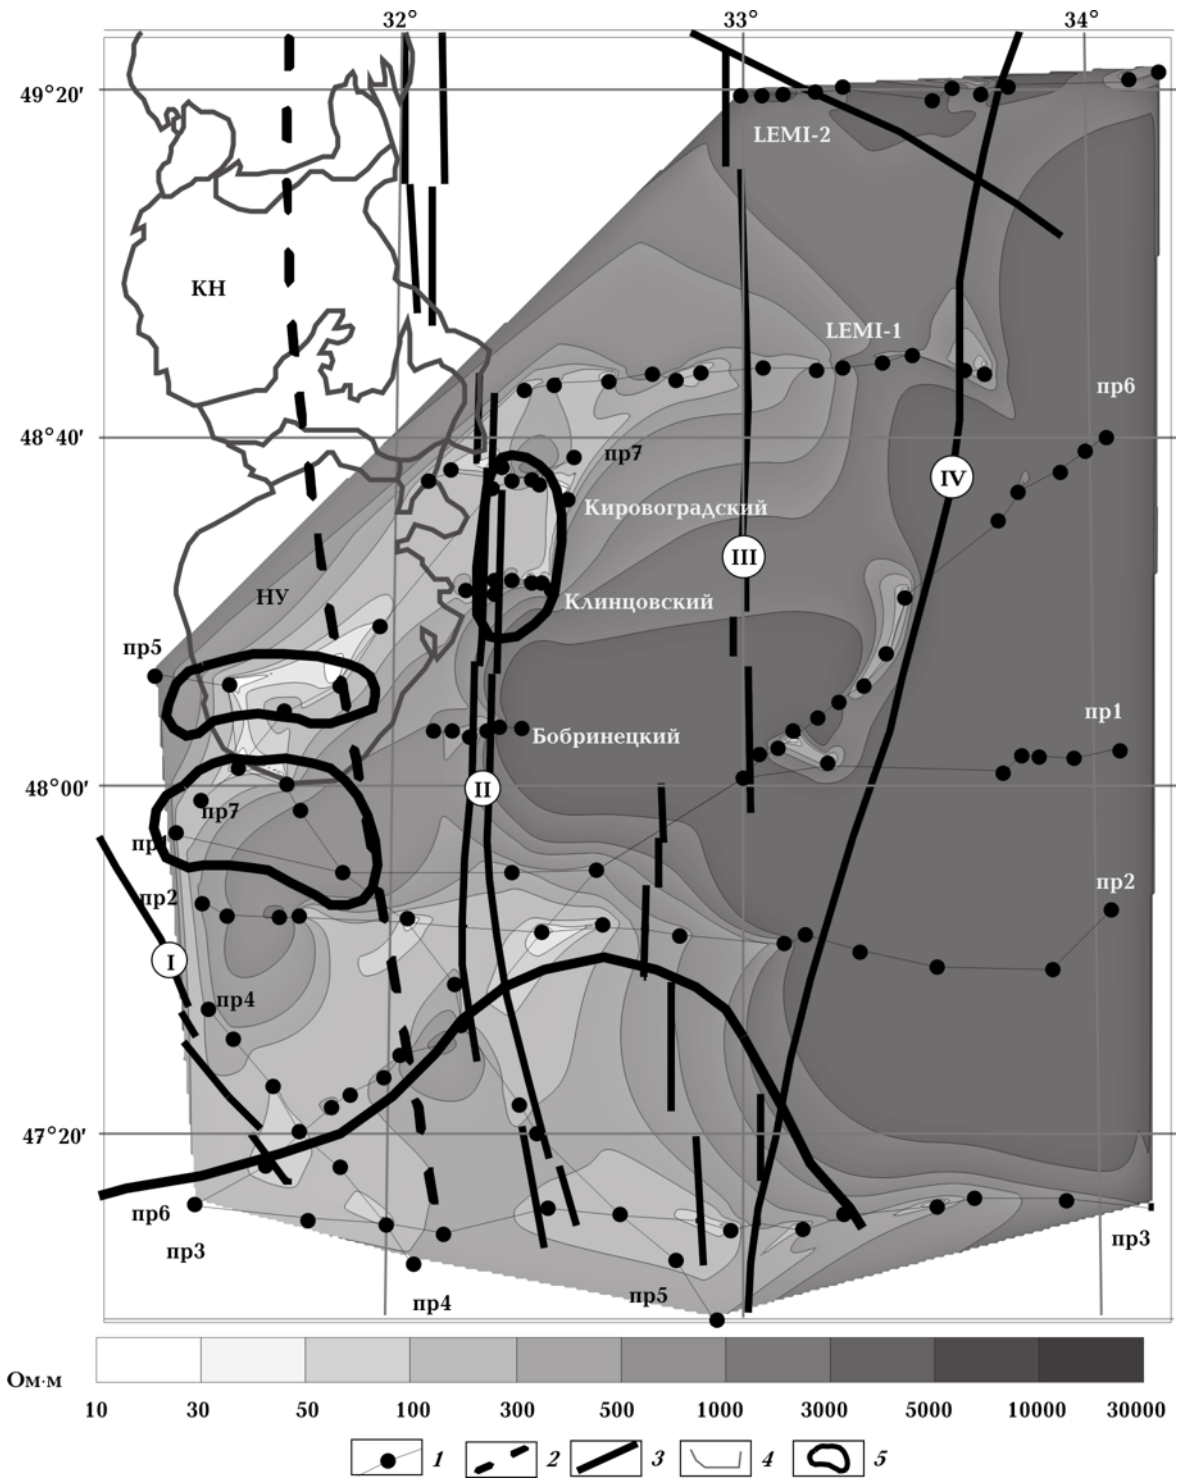 32° 33° 34°
49°20′
LEMI-2
КН
LEMI-1
пр6
48°40′
пр7
IV
Кировоградский
III
НУ
Клинцовский
пр5
пр1
Бобринецкий
48°00′
II
пр7
пр1
пр2
пр2
I
пр4
47°20′
пр6
пр3
пр3
пр5
пр4
Ом·м
10 30 50 100 300 500 1000 3000 5000 10000 30000
1 2 3 4 5